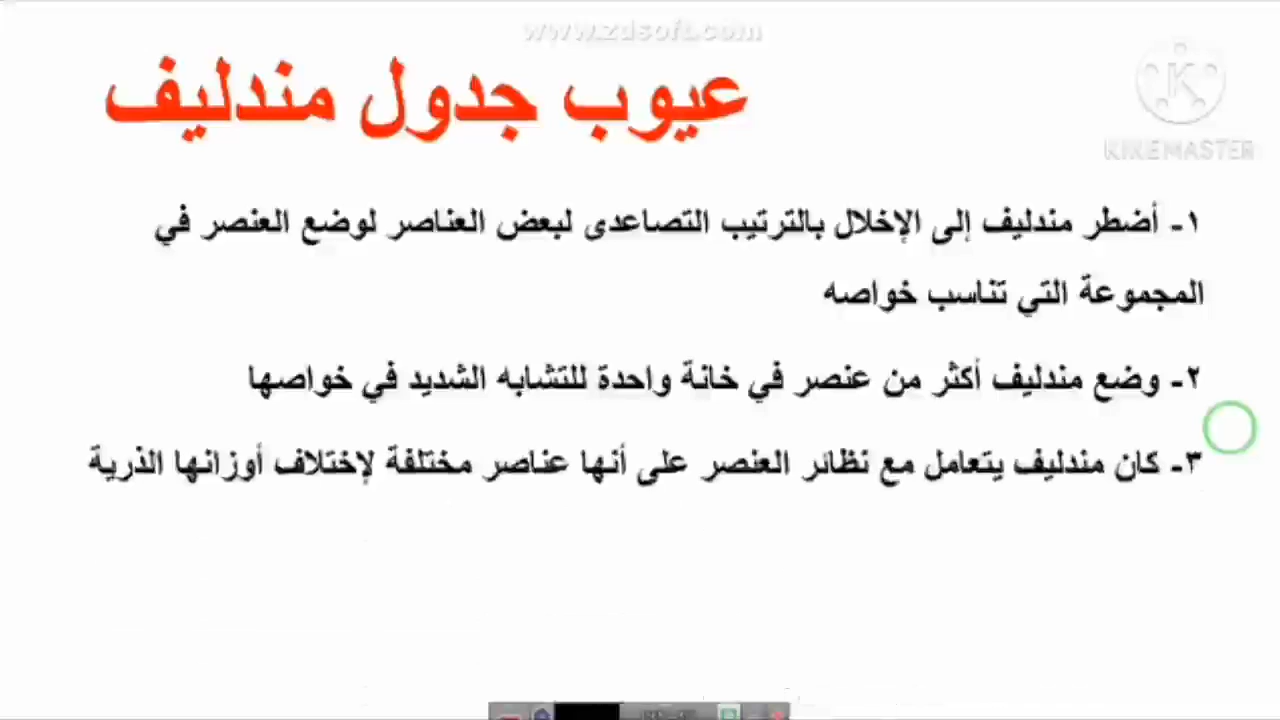 www.zdsoft.com
KINEMASTER
عيوب جدول مندليف
١- أضطر مندليف إلى الإخلال بالترتيب التصاعدى لبعض العناصر لوضع العنصر في
المجموعة التي تناسب خواصه
٢- وضع مندليف أكثر من عنصر في خانة واحدة للتشابه الشديد في خواصها
٣- كان مندليف يتعامل مع نظائر العنصر على أنها عناصر مختلفة لإختلاف أوزانها الذرية